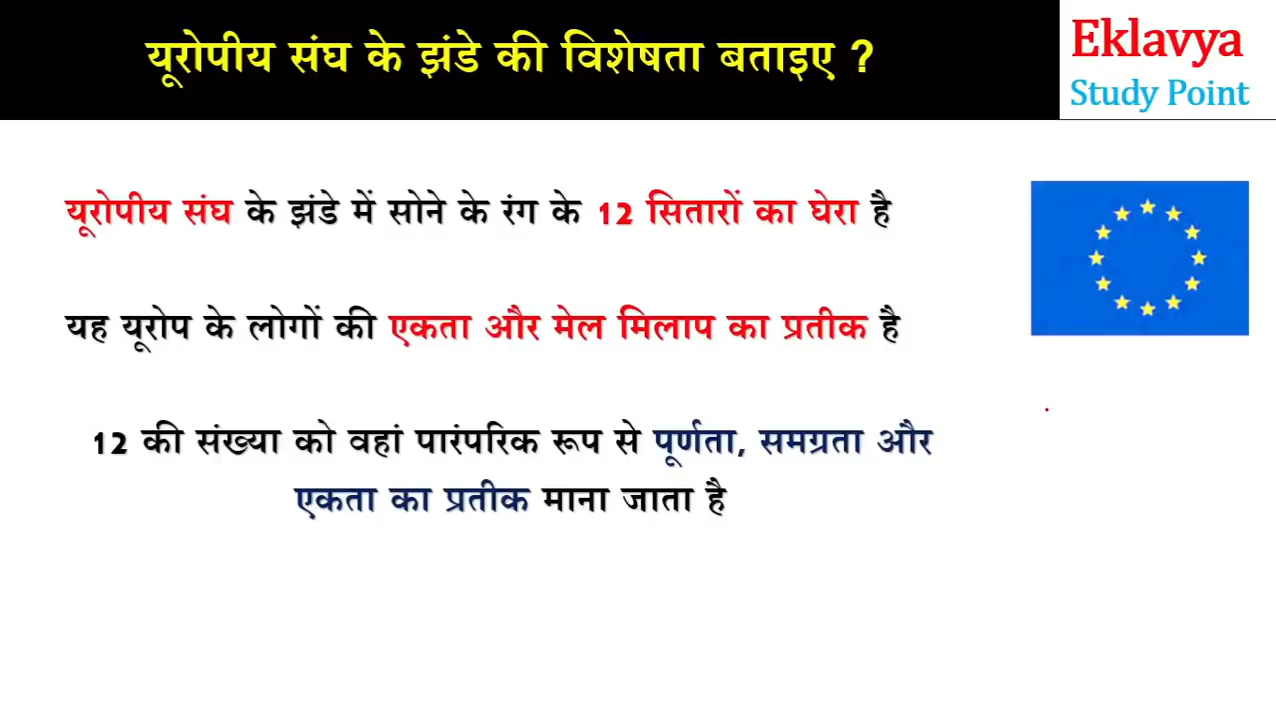 यूरोपीय संघ के झंडे की विशेषता बताइए ?
Eklavya
Study Point
यूरोपीय संघ के झंडे में सोने के रंग के 12 सितारों का घेरा है
यह यूरोप के लोगों की एकता और मेल मिलाप का प्रतीक है
12 की संख्या को वहां पारंपरिक रूप से पूर्णता, समग्रता और
एकता का प्रतीक माना जाता है